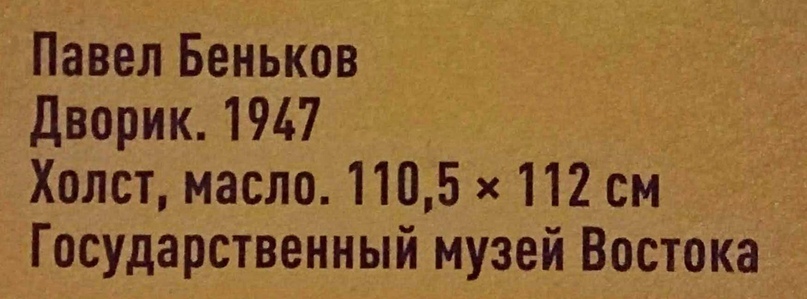 Павел Беньков
Дворик. 1947
Холст, масло. 110,5 × 112 см
Государственный музей Востока